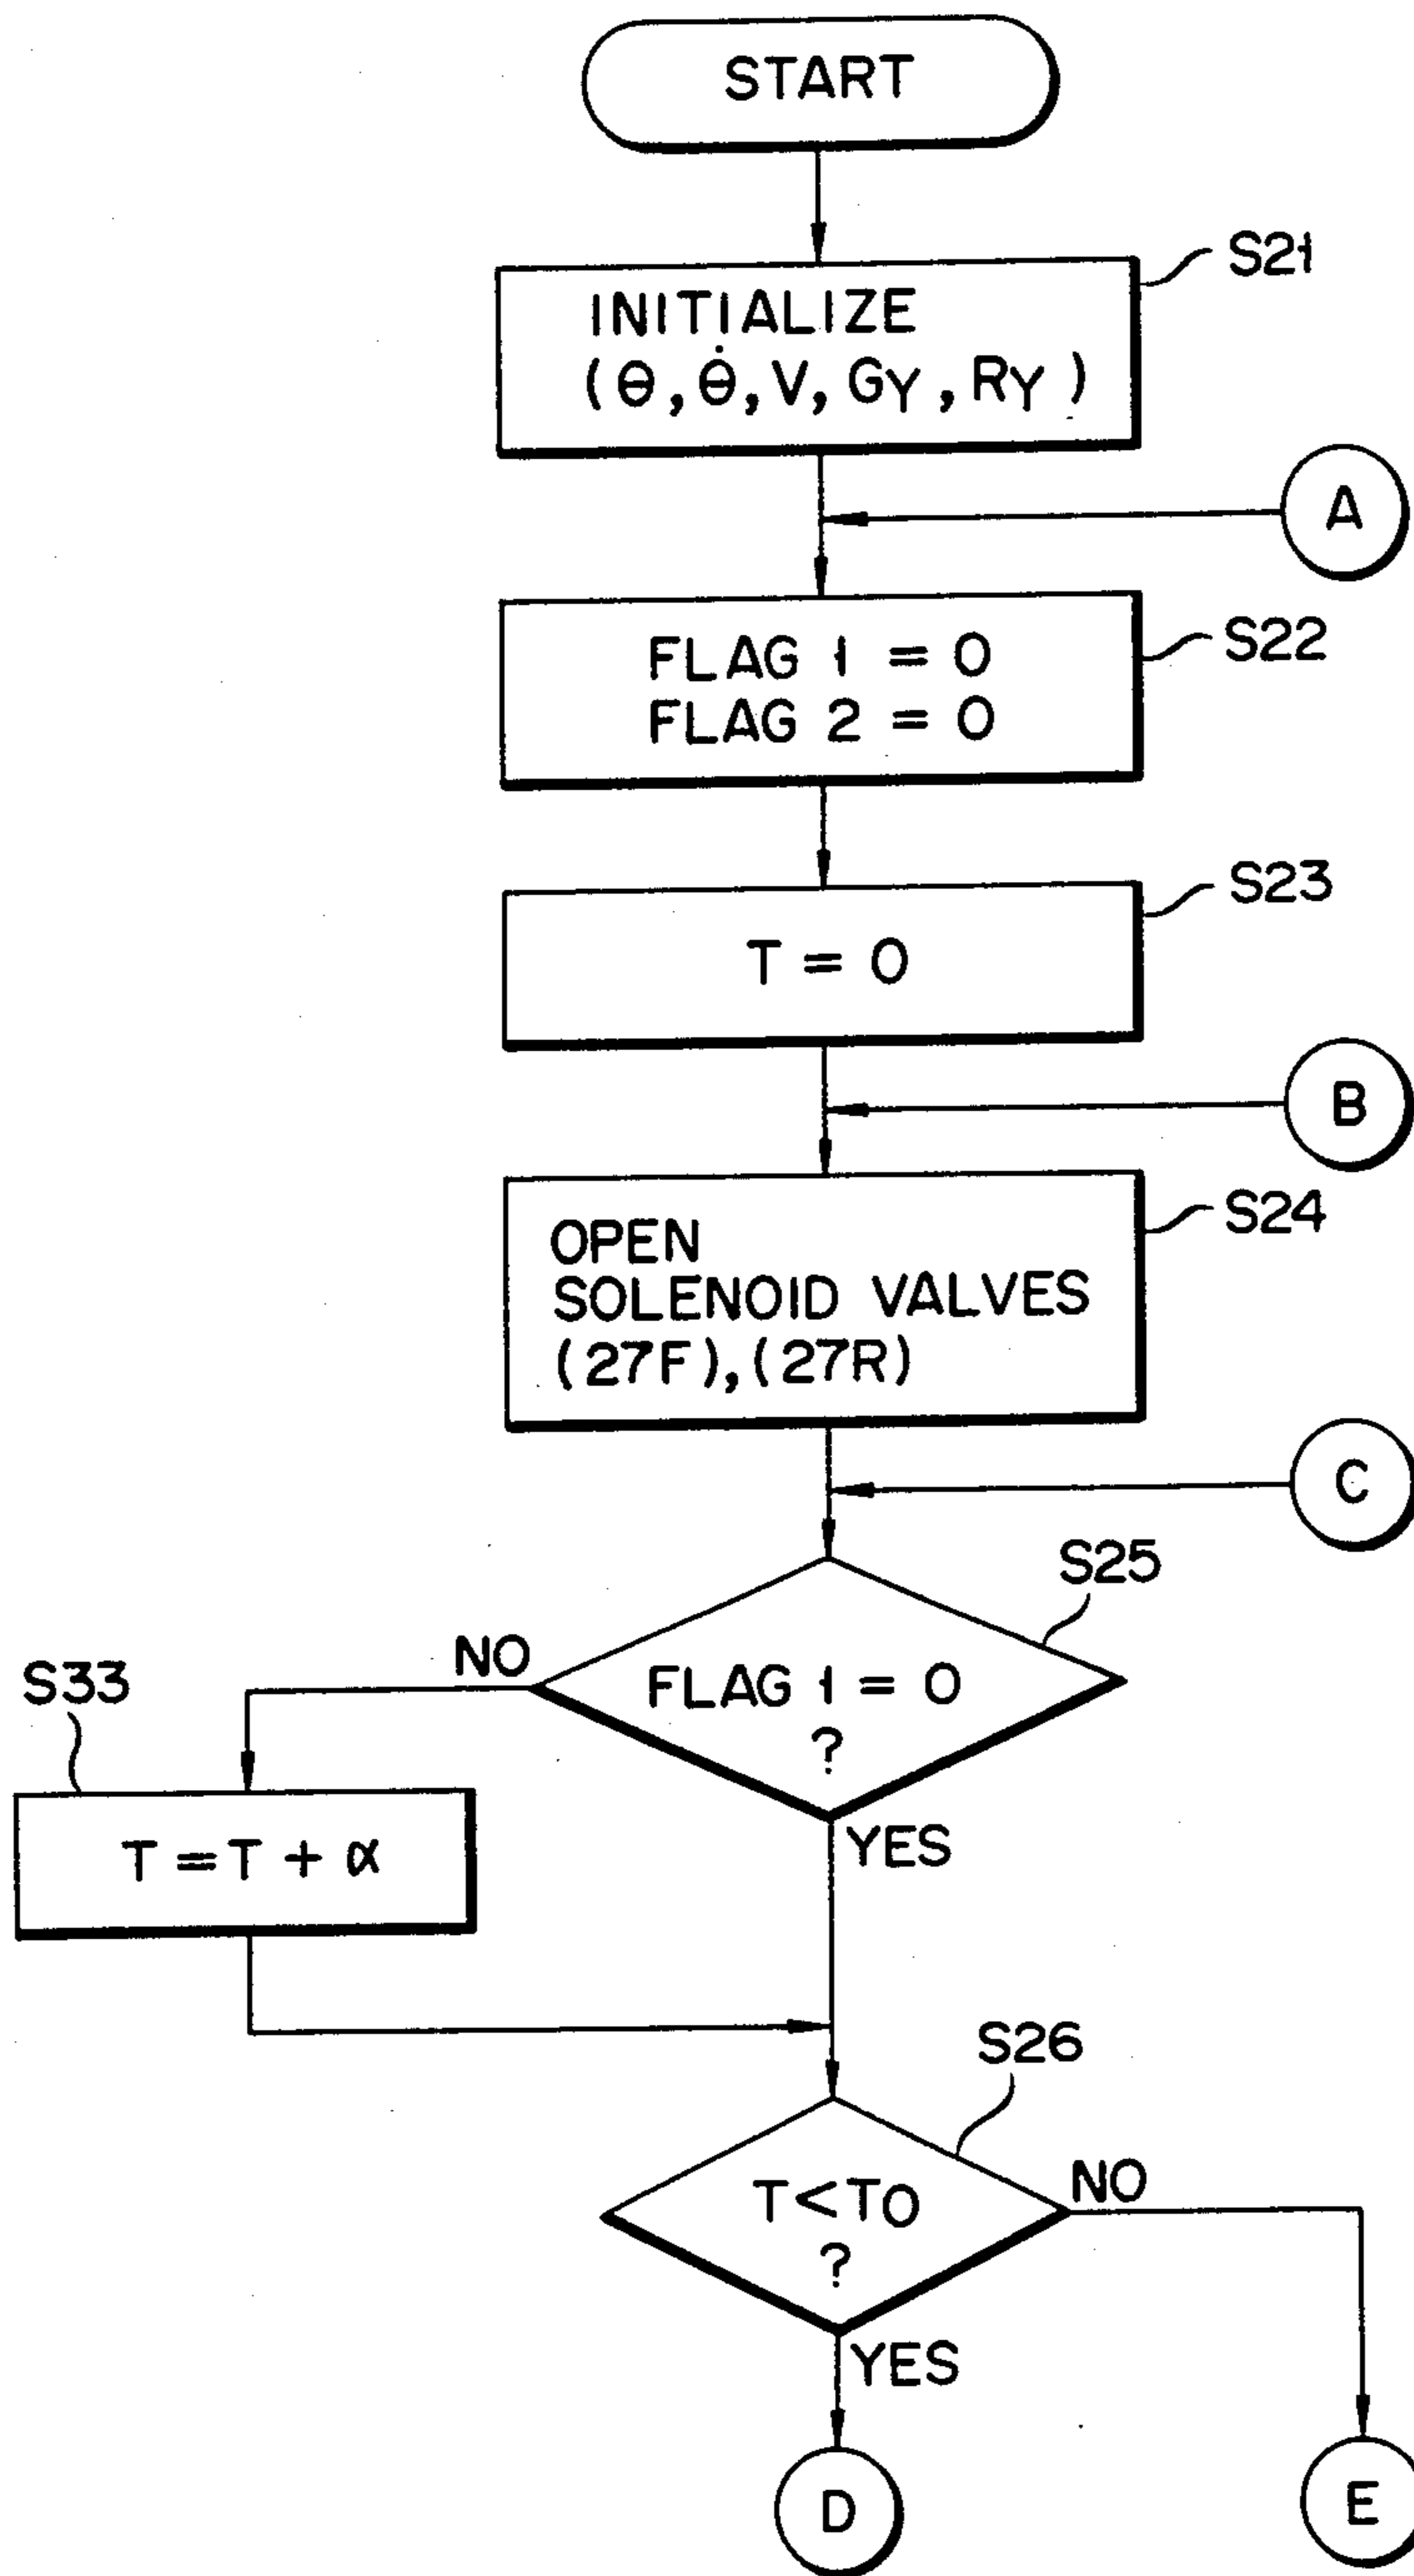 START
S21
INITIALIZE
(θ, θ̇, V, GY, RY)
A
S22
FLAG 1 = 0
FLAG 2 = 0
S23
T = 0
B
S24
OPEN
SOLENOID VALVES
(27F), (27R)
C
S25
NO
FLAG 1 = 0
?
S33
YES
T = T + α
S26
NO
T < T0
?
YES
D
E